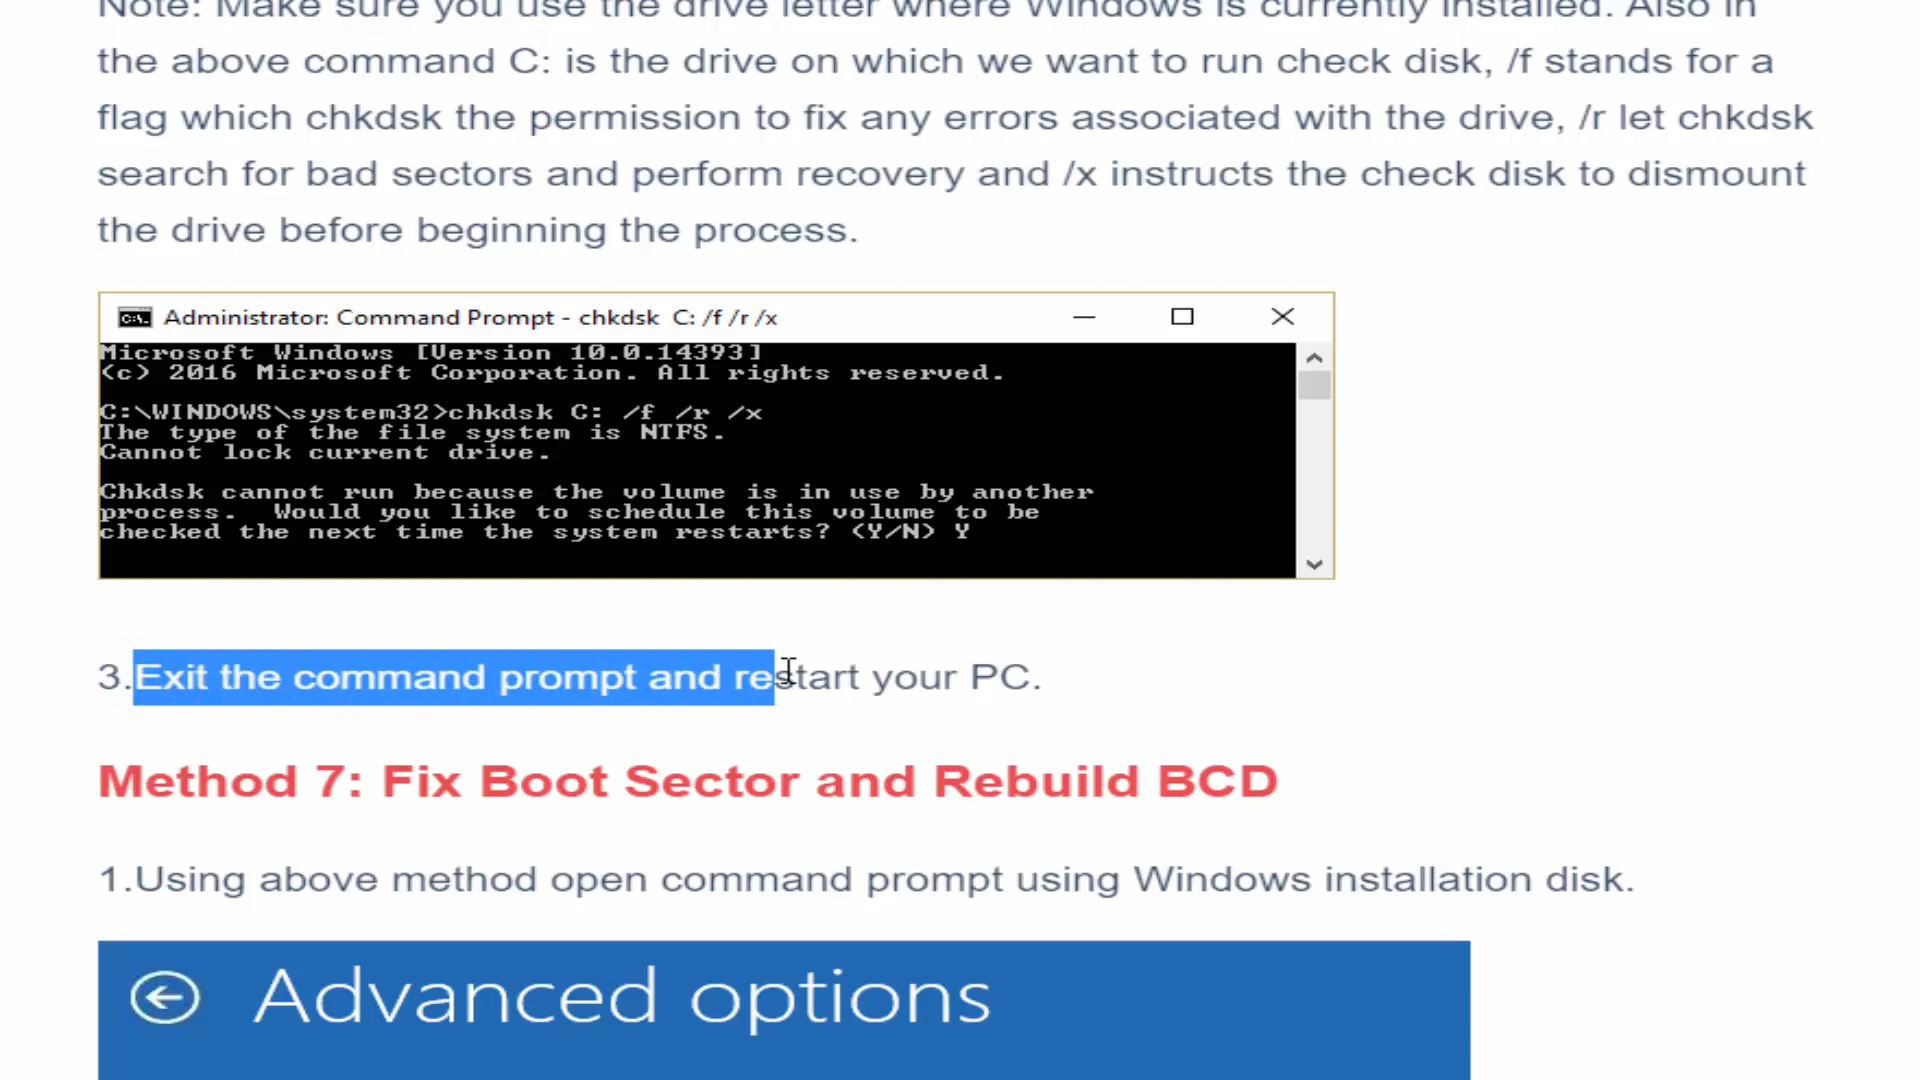 Note: Make sure you use the drive letter where Windows is currently installed. Also in
the above command C: is the drive on which we want to run check disk, /f stands for a
flag which chkdsk the permission to fix any errors associated with the drive, /r let chkdsk
search for bad sectors and perform recovery and /x instructs the check disk to dismount
the drive before beginning the process.
Administrator: Command Prompt - chkdsk C: /f /r /x
Microsoft Windows [Version 10.0.14393]
(c) 2016 Microsoft Corporation. All rights reserved.
C:\WINDOWS\system32>chkdsk C: /f /r /x
The type of the file system is NTFS.
Cannot lock current drive.
Chkdsk cannot run because the volume is in use by another
process. Would you like to schedule this volume to be
checked the next time the system restarts? (Y/N) Y
3.Exit the command prompt and restart your PC.
Method 7: Fix Boot Sector and Rebuild BCD
1.Using above method open command prompt using Windows installation disk.
Advanced options